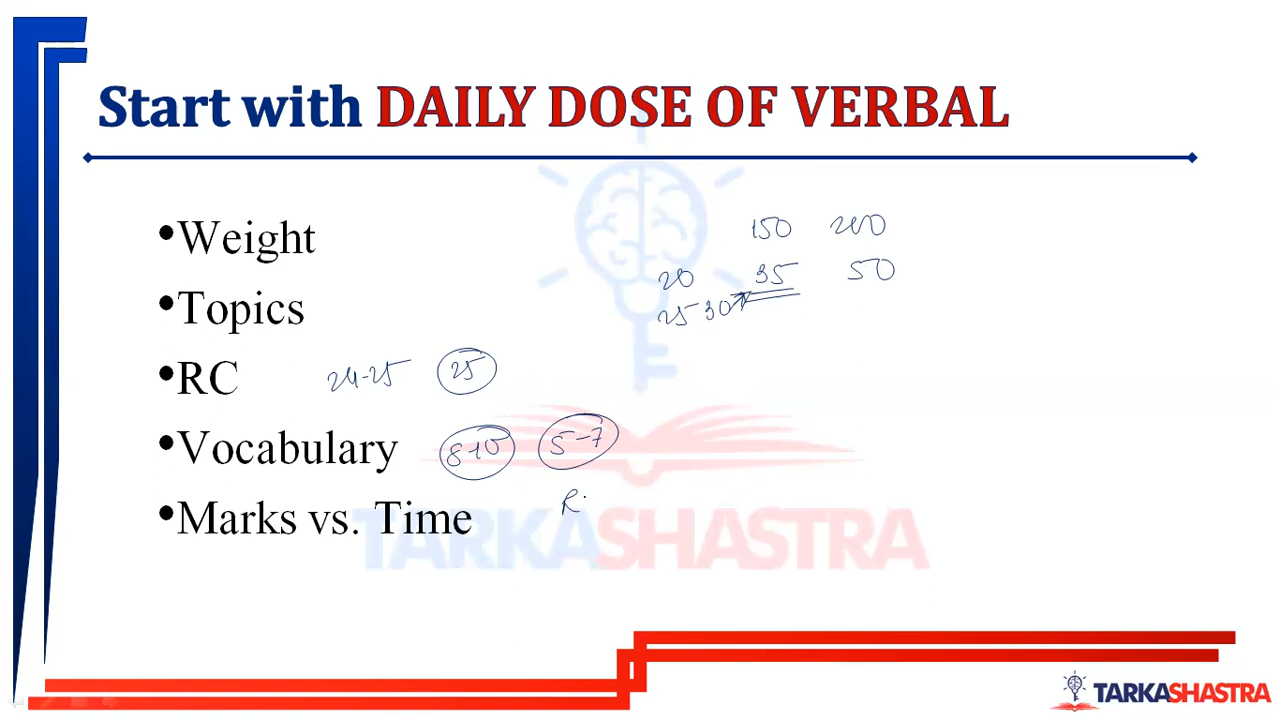 Start with DAILY DOSE OF VERBAL
•Weight
150 200
20 35 50
•Topics
25 30
•RC 24-25 25
•Vocabulary 8-10 5-7
•Marks vs. Time R
TARKASHASTRA
TARKASHASTRA